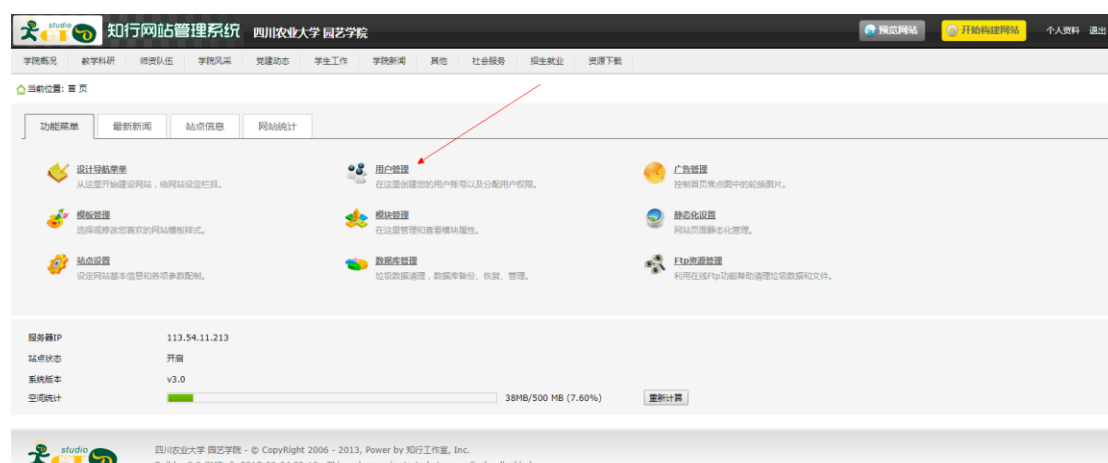 studio 知行网站管理系统 四川农业大学 园艺学院 预览网站 开始构建网站 个人资料 退出
学院概况 教学科研 师资队伍 学院风采 党建动态 学生工作 学院新闻 其他 社会服务 招生就业 资源下载
当前位置: 首 页
功能菜单 最新新闻 站点信息 网站统计
设计导航菜单 用户管理 广告管理
从这里开始建设网站，给网站设定栏目。 在这里创建您的用户账号以及分配用户权限。 控制首页焦点图中的轮换图片。
模板管理 模块管理 静态化设置
选择或修改您喜欢的网站模板样式。 在这里管理和查看模块属性。 网站页面静态化管理。
站点设置 数据库管理 Ftp资源管理
设定网站基本信息和各项参数配制。 垃圾数据清理，数据库备份、恢复、管理。 利用在线Ftp功能帮助清理垃圾数据和文件。
服务器IP 113.54.11.213
站点状态 开启
系统版本 v3.0
空间统计 38MB/500 MB (7.60%) 重新计算
studio 四川农业大学 园艺学院 - © CopyRight 2006 - 2013, Power by 知行工作室, Inc.